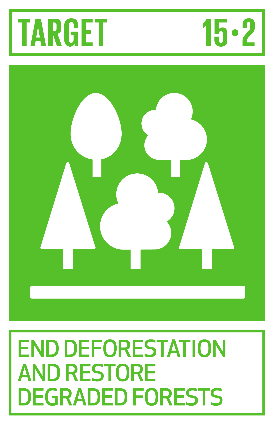 TARGET 15·2
END DEFORESTATION
AND RESTORE
DEGRADED FORESTS